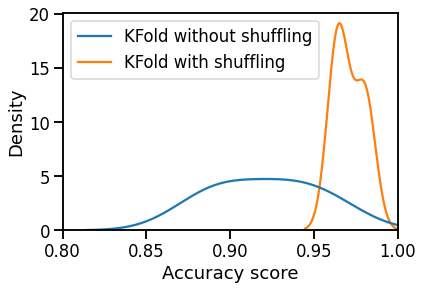 20
15
10
5
0
Density
KFold without shuffling
KFold with shuffling
0.80
0.85
0.90
0.95
1.00
Accuracy score